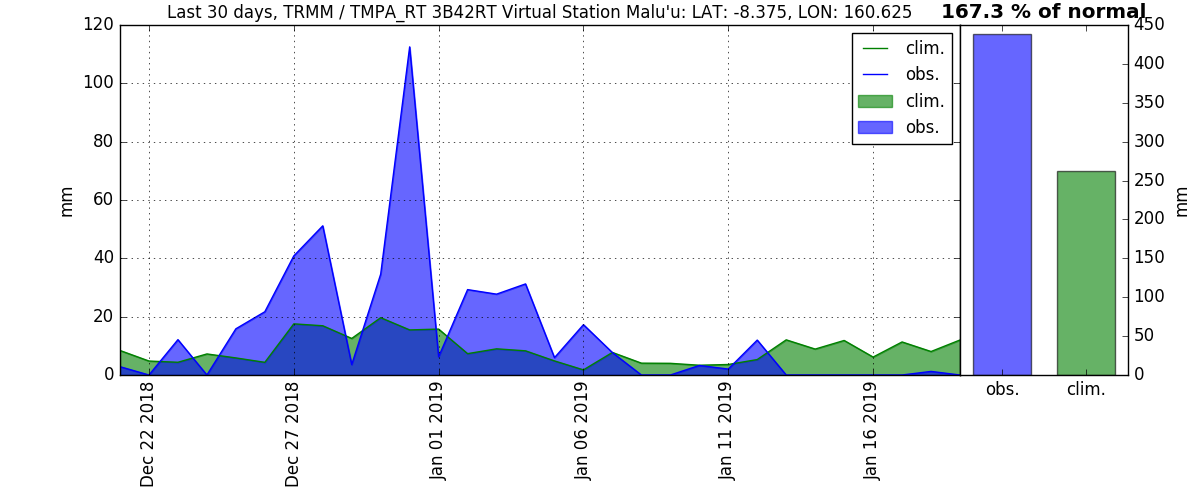 Last 30 days, TRMM / TMPA_RT 3B42RT Virtual Station Malu'u: LAT: -8.375, LON: 160.625
167.3 % of normal
120
100
80
60
40
20
0
mm
clim.
obs.
clim.
obs.
Dec 22 2018
Dec 27 2018
Jan 01 2019
Jan 06 2019
Jan 11 2019
Jan 16 2019
450
400
350
300
250
200
150
100
50
0
mm
obs.
clim.